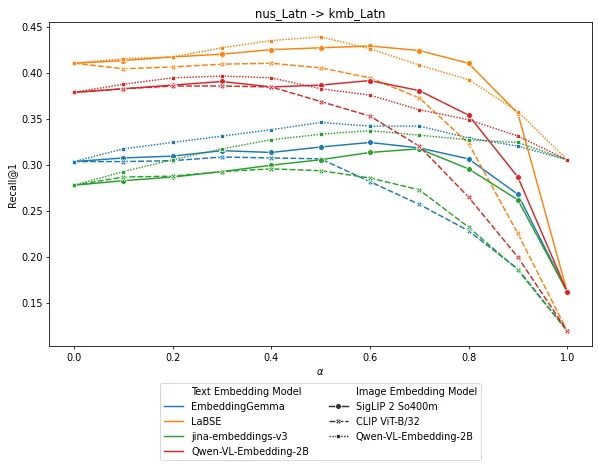 nus_Latn -> kmb_Latn
Recall@1
0.45
0.40
0.35
0.30
0.25
0.20
0.15
0.0 0.2 0.4 0.6 0.8 1.0
α
Text Embedding Model
EmbeddingGemma
LaBSE
jina-embeddings-v3
Qwen-VL-Embedding-2B
Image Embedding Model
SigLIP 2 So400m
CLIP ViT-B/32
Qwen-VL-Embedding-2B